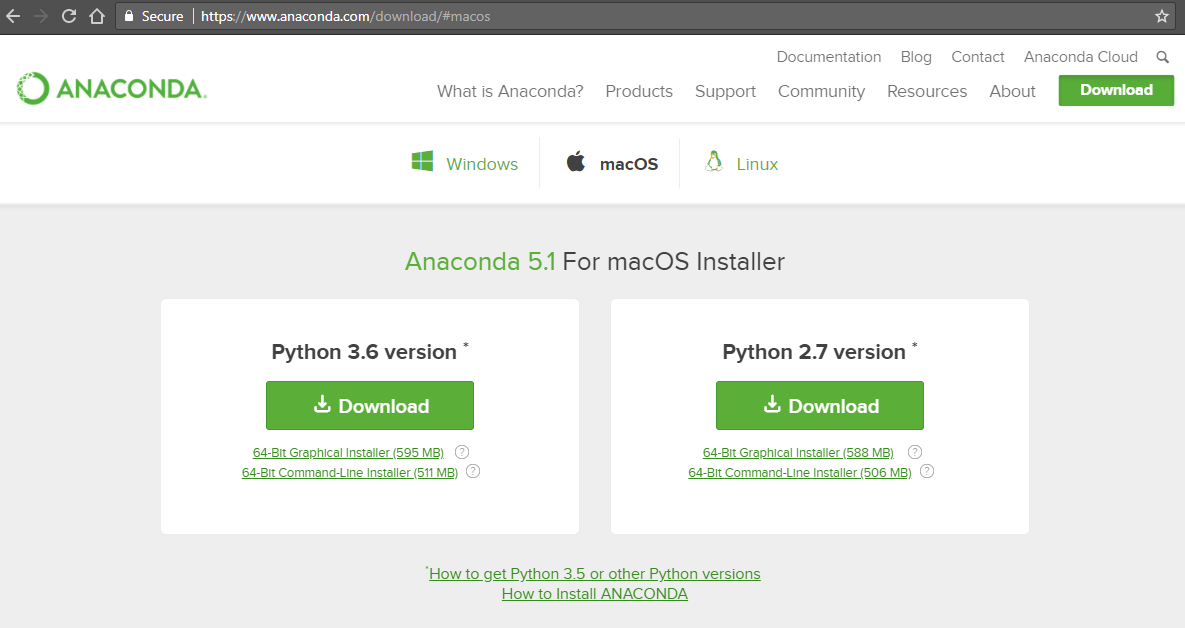 Secure https://www.anaconda.com/download/#macos
Documentation Blog Contact Anaconda Cloud
ANACONDA.
What is Anaconda? Products Support Community Resources About Download
Windows macOS Linux
Anaconda 5.1 For macOS Installer
Python 3.6 version *
Download
64-Bit Graphical Installer (595 MB) ?
64-Bit Command-Line Installer (511 MB) ?
Python 2.7 version *
Download
64-Bit Graphical Installer (588 MB) ?
64-Bit Command-Line Installer (506 MB) ?
*How to get Python 3.5 or other Python versions
How to Install ANACONDA